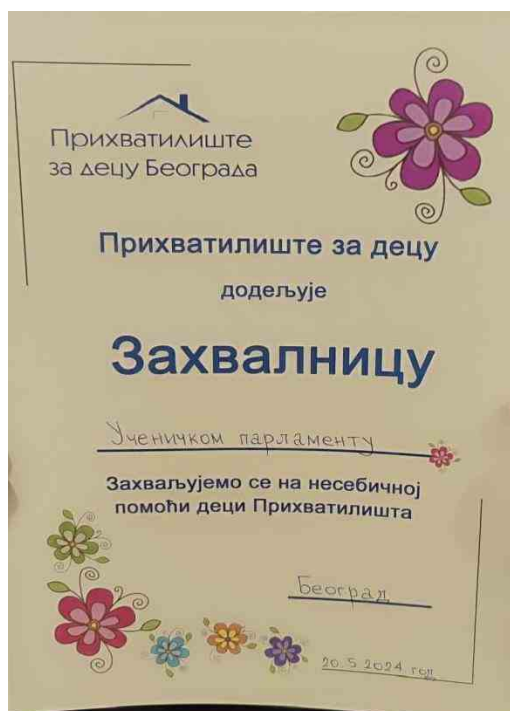 Прихватилиште
за децу Београда
Прихватилиште за децу
додељује
Захвалницу
Ученичком парламенту
Захваљујемо се на несебичној
помоћи деци Прихватилишта
Београд
20.5.2024. год.